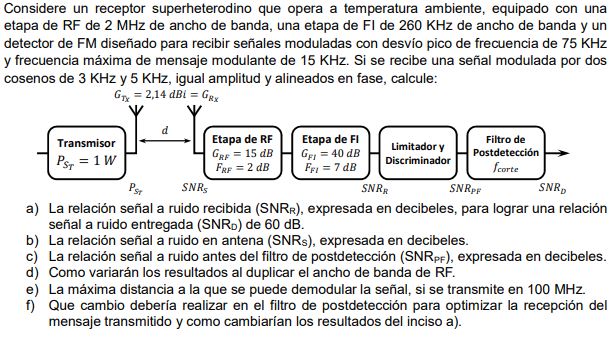 Considere un receptor superheterodino que opera a temperatura ambiente, equipado con una
etapa de RF de 2 MHz de ancho de banda, una etapa de FI de 260 KHz de ancho de banda y un
detector de FM diseñado para recibir señales moduladas con desvío pico de frecuencia de 75 KHz
y frecuencia máxima de mensaje modulante de 15 KHz. Si se recibe una señal modulada por dos
cosenos de 3 KHz y 5 KHz, igual amplitud y alineados en fase, calcule:
G_{Tx} = 2,14 dBi = G_{Rx}
d
Transmisor
P_{S_T} = 1 W
Etapa de RF
G_{RF} = 15 dB
F_{RF} = 2 dB
Etapa de FI
G_{FI} = 40 dB
F_{FI} = 7 dB
Limitador y
Discriminador
Filtro de
Postdetección
f_{corte}
P_{S_T} SNR_S SNR_R SNR_{PF} SNR_D
a) La relación señal a ruido recibida (SNR_R), expresada en decibeles, para lograr una relación
señal a ruido entregada (SNR_D) de 60 dB.
b) La relación señal a ruido en antena (SNR_S), expresada en decibeles.
c) La relación señal a ruido antes del filtro de postdetección (SNR_{PF}), expresada en decibeles.
d) Como variarán los resultados al duplicar el ancho de banda de RF.
e) La máxima distancia a la que se puede demodular la señal, si se transmite en 100 MHz.
f) Que cambio debería realizar en el filtro de postdetección para optimizar la recepción del
mensaje transmitido y como cambiarían los resultados del inciso a).